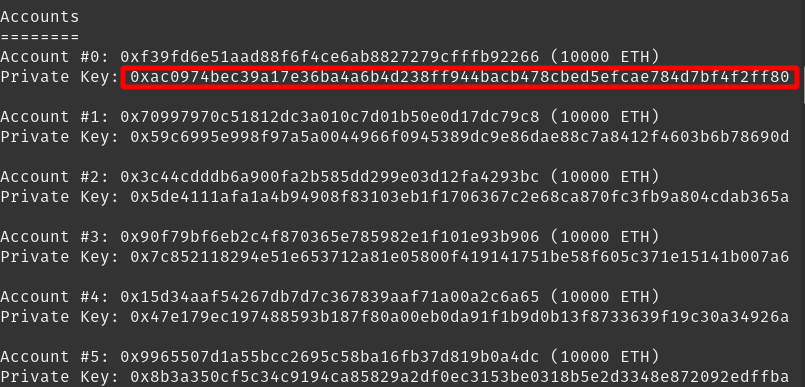 Accounts
========
Account #0: 0xf39fd6e51aad88f6f4ce6ab8827279cfffb92266 (10000 ETH)
Private Key: 0xac0974bec39a17e36ba4a6b4d238ff944bacb478cbed5efcae784d7bf4f2ff80
Account #1: 0x70997970c51812dc3a010c7d01b50e0d17dc79c8 (10000 ETH)
Private Key: 0x59c6995e998f97a5a0044966f0945389dc9e86dae88c7a8412f4603b6b78690d
Account #2: 0x3c44cdddb6a900fa2b585dd299e03d12fa4293bc (10000 ETH)
Private Key: 0x5de4111afa1a4b94908f83103eb1f1706367c2e68ca870fc3fb9a804cdab365a
Account #3: 0x90f79bf6eb2c4f870365e785982e1f101e93b906 (10000 ETH)
Private Key: 0x7c852118294e51e653712a81e05800f419141751be58f605c371e15141b007a6
Account #4: 0x15d34aaf54267db7d7c367839aaf71a00a2c6a65 (10000 ETH)
Private Key: 0x47e179ec197488593b187f80a00eb0da91f1b9d0b13f8733639f19c30a34926a
Account #5: 0x9965507d1a55bcc2695c58ba16fb37d819b0a4dc (10000 ETH)
Private Key: 0x8b3a350cf5c34c9194ca85829a2df0ec3153be0318b5e2d3348e872092edffba